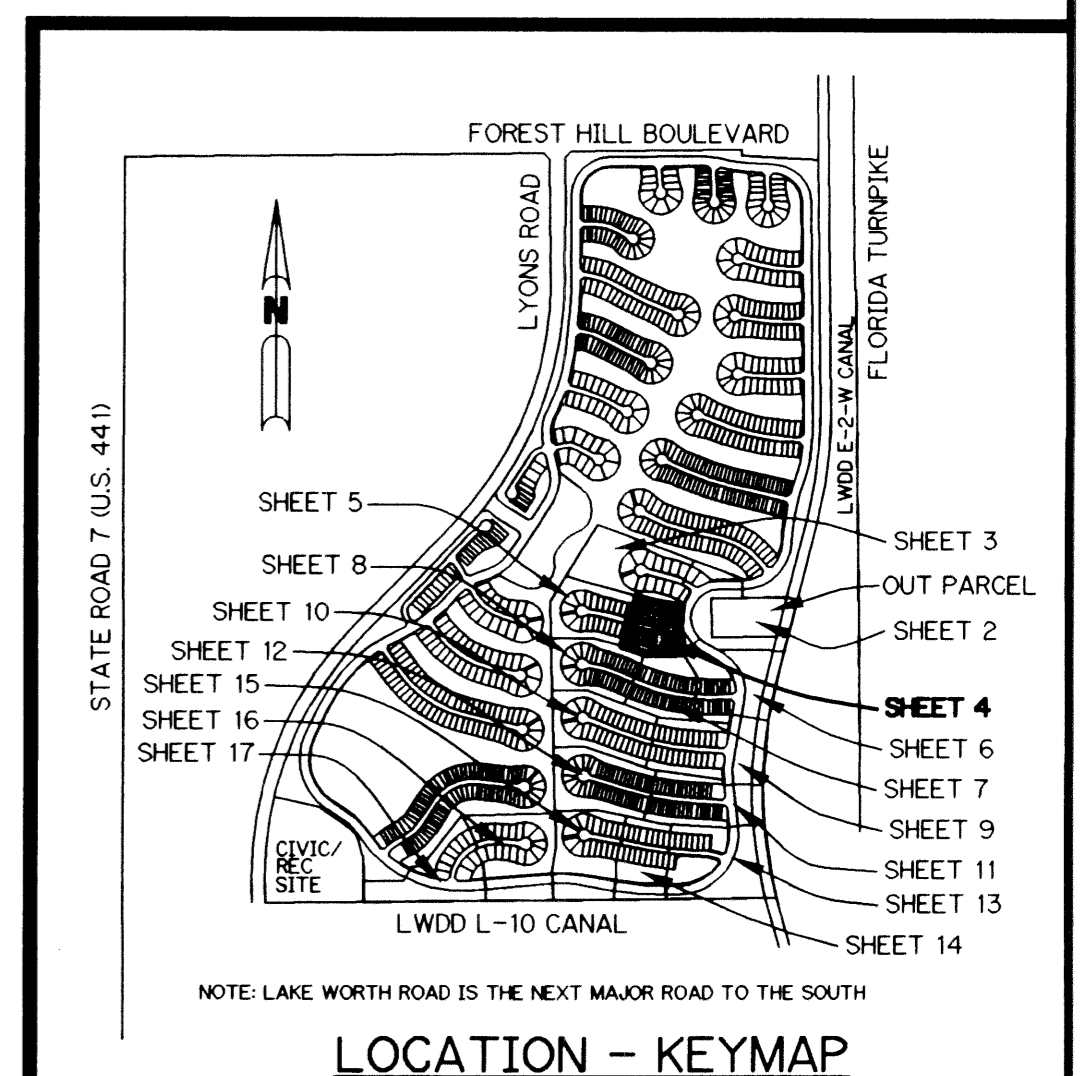 FOREST HILL BOULEVARD
LYONS ROAD
FLORIDA TURNPIKE
N
LWDD E-2-W CANAL
STATE ROAD 7 (U.S. 441)
SHEET 5
SHEET 8
SHEET 10
SHEET 12
SHEET 15
SHEET 16
SHEET 17
SHEET 3
OUT PARCEL
SHEET 2
SHEET 4
SHEET 6
SHEET 7
SHEET 9
SHEET 11
SHEET 13
SHEET 14
CIVIC/
REC
SITE
LWDD L-10 CANAL
NOTE: LAKE WORTH ROAD IS THE NEXT MAJOR ROAD TO THE SOUTH
LOCATION - KEYMAP